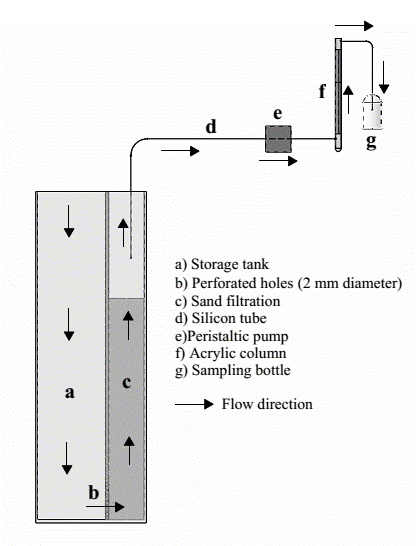 f
e
g
d
a) Storage tank
b) Perforated holes (2 mm diameter)
c) Sand filtration
d) Silicon tube
e)Peristaltic pump
f) Acrylic column
g) Sampling bottle
Flow direction
a
c
b